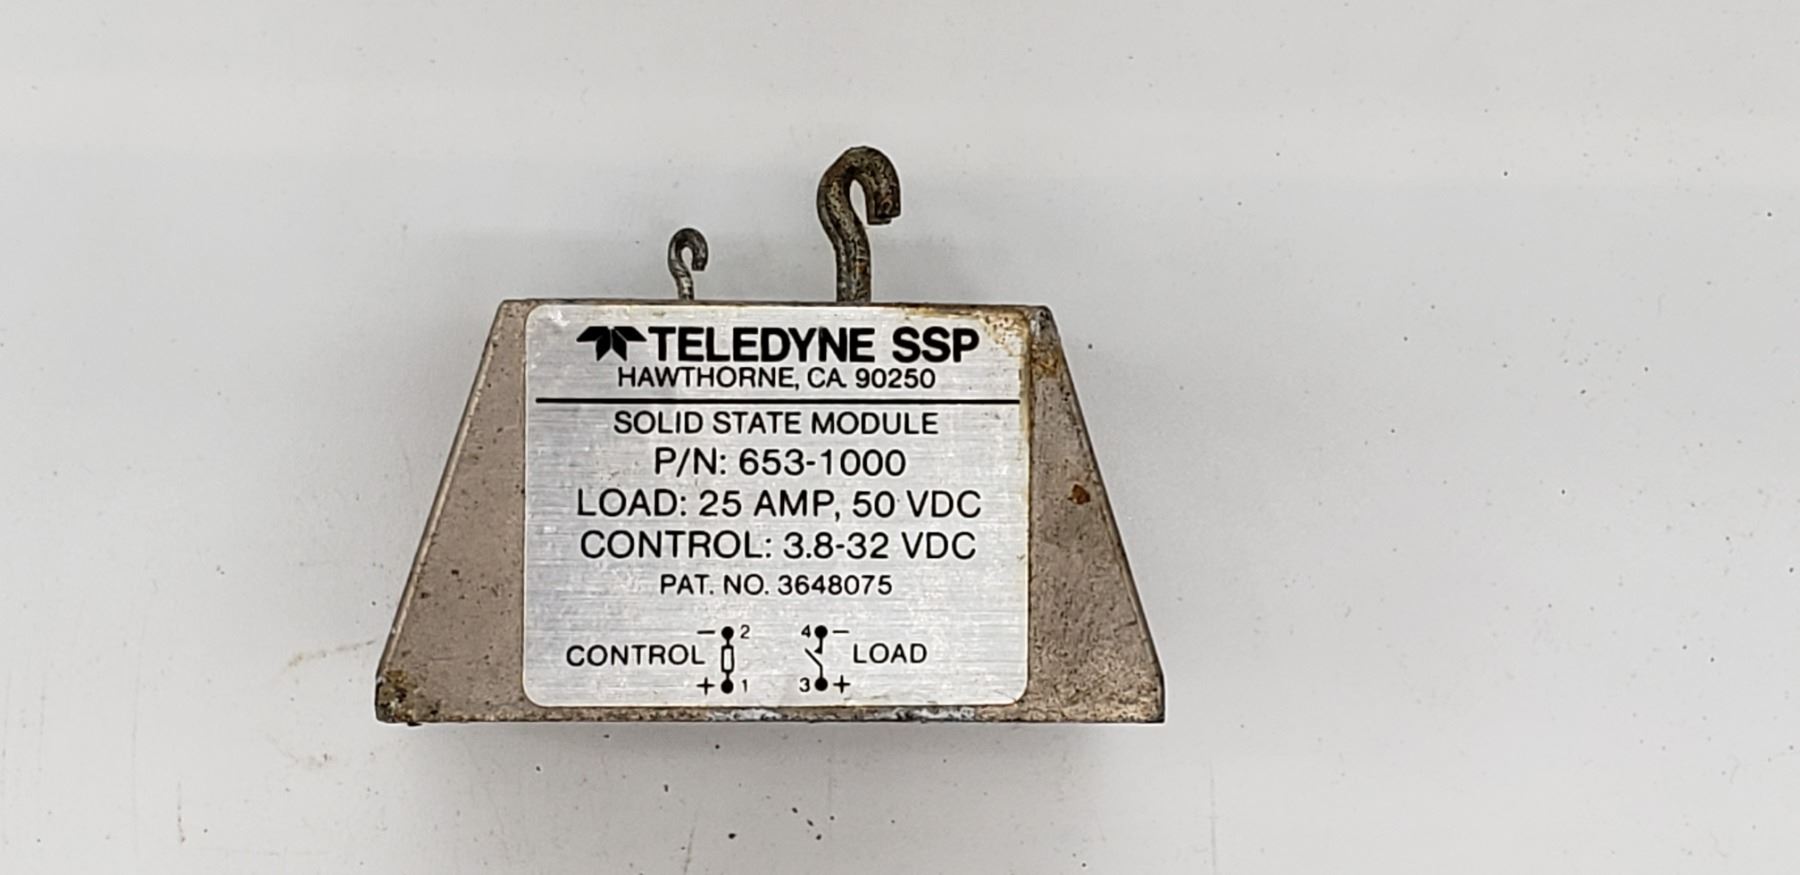 TELEDYNE SSP
HAWTHORNE, CA. 90250
SOLID STATE MODULE
P/N: 653-1000
LOAD: 25 AMP, 50 VDC
CONTROL: 3.8-32 VDC
PAT. NO. 3648075
− 2 4 −
CONTROL LOAD
+ 1 3 +